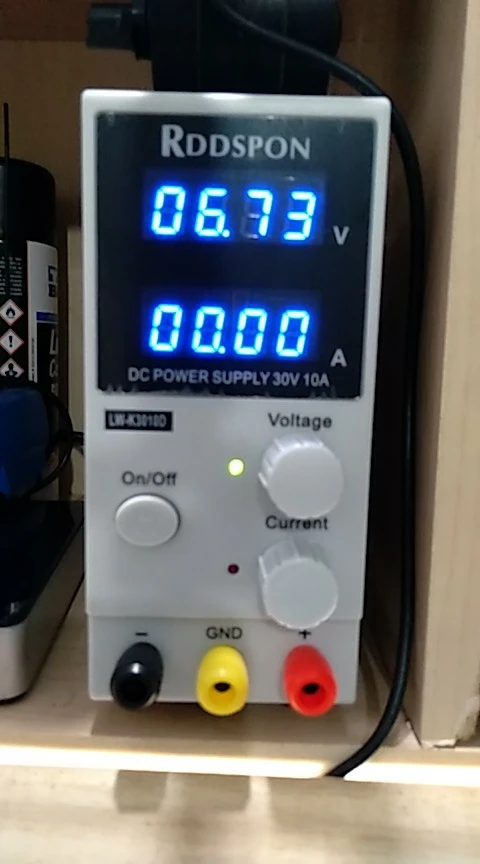 RDDSPON
06.73 V
00.00 A
DC POWER SUPPLY 30V 10A
LW-K3010D
Voltage
On/Off
Current
− GND +